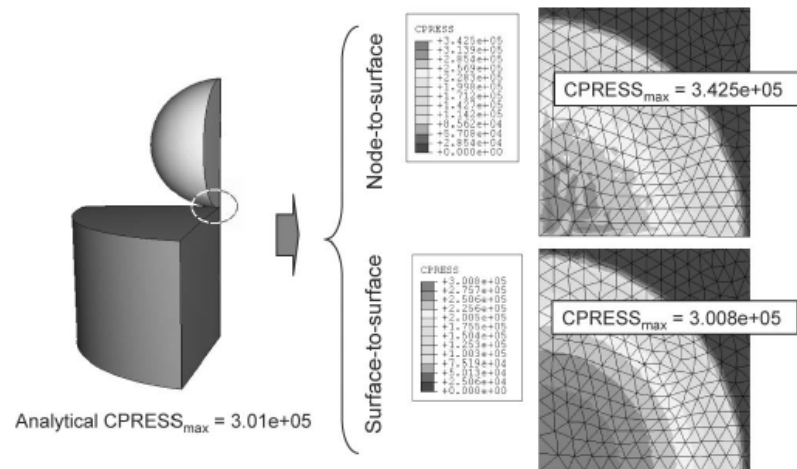 CPRESS
+3.425e+05
+3.139e+05
+2.854e+05
+2.569e+05
+2.283e+05
+1.998e+05
+1.712e+05
+1.427e+05
+1.142e+05
+8.562e+04
+5.708e+04
+2.854e+04
+0.000e+00
Node-to-surface
CPRESSmax = 3.425e+05
CPRESS
+3.008e+05
+2.757e+05
+2.506e+05
+2.256e+05
+2.005e+05
+1.755e+05
+1.504e+05
+1.253e+05
+1.003e+05
+7.519e+04
+5.013e+04
+2.506e+04
+0.000e+00
Surface-to-surface
CPRESSmax = 3.008e+05
Analytical CPRESSmax = 3.01e+05